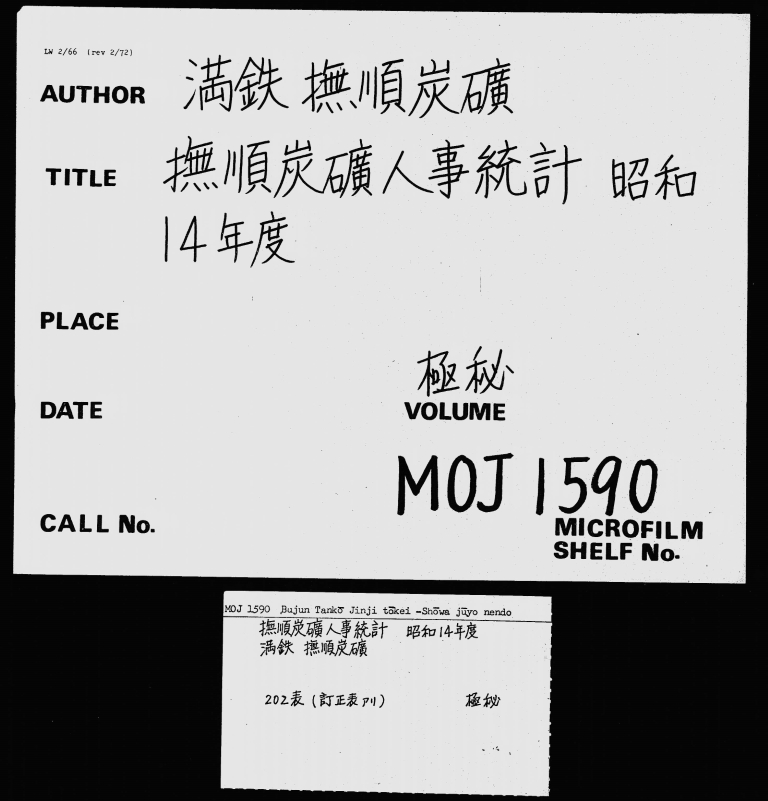 LW 2/66 (rev 2/72)
AUTHOR 満鉄 撫順炭礦
TITLE 撫順炭礦人事統計 昭和
14年度
PLACE
極秘
DATE VOLUME
MOJ 1590
CALL No. MICROFILM
SHELF No.
MOJ 1590 Bujun Tankō Jinji tōkei -Shōwa jūyo nendo
撫順炭礦人事統計 昭和14年度
満鉄 撫順炭礦
202表 (訂正表アリ) 極秘